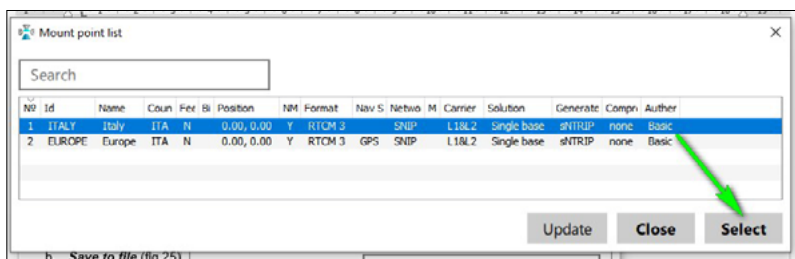 Mount point list
Search
№ Id Name Coun Fee Bi Position NM Format Nav S Netwo M Carrier Solution Generate Compr Auther
1 ITALY Italy ITA N 0.00, 0.00 Y RTCM 3 SNIP L1&L2 Single base sNTRIP none Basic
2 EUROPE Europe ITA N 0.00, 0.00 Y RTCM 3 GPS SNIP L1&L2 Single base sNTRIP none Basic
Update Close Select
b. Save to file (fig 25)